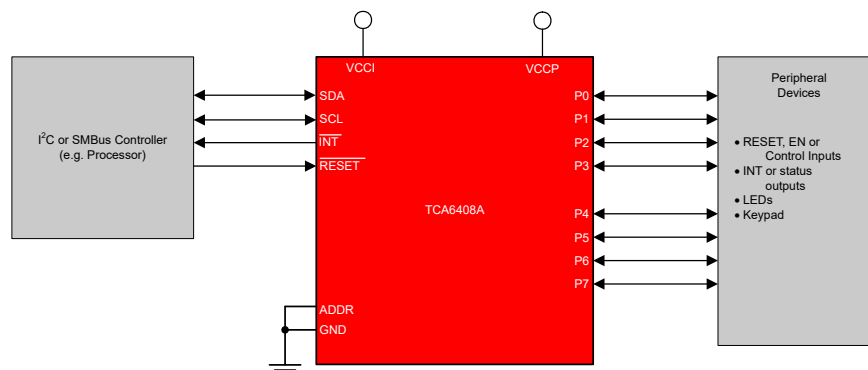 I²C or SMBus Controller
(e.g. Processor)
VCCI
VCCP
SDA
SCL
INT
RESET
TCA6408A
ADDR
GND
P0
P1
P2
P3
P4
P5
P6
P7
Peripheral
Devices
• RESET, EN or
Control Inputs
• INT or status
outputs
• LEDs
• Keypad